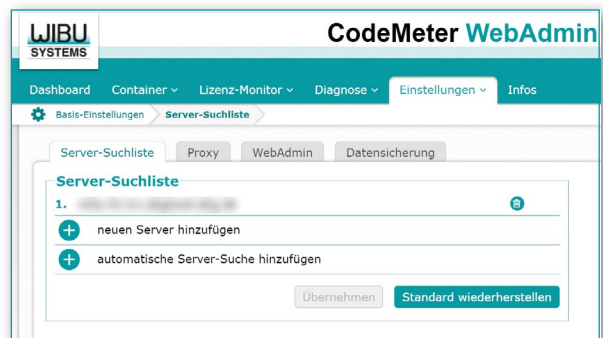 WIBU
SYSTEMS
CodeMeter WebAdmin
Dashboard Container Lizenz-Monitor Diagnose Einstellungen Infos
Basis-Einstellungen Server-Suchliste
Server-Suchliste Proxy WebAdmin Datensicherung
Server-Suchliste
1.
neuen Server hinzufügen
automatische Server-Suche hinzufügen
Übernehmen Standard wiederherstellen